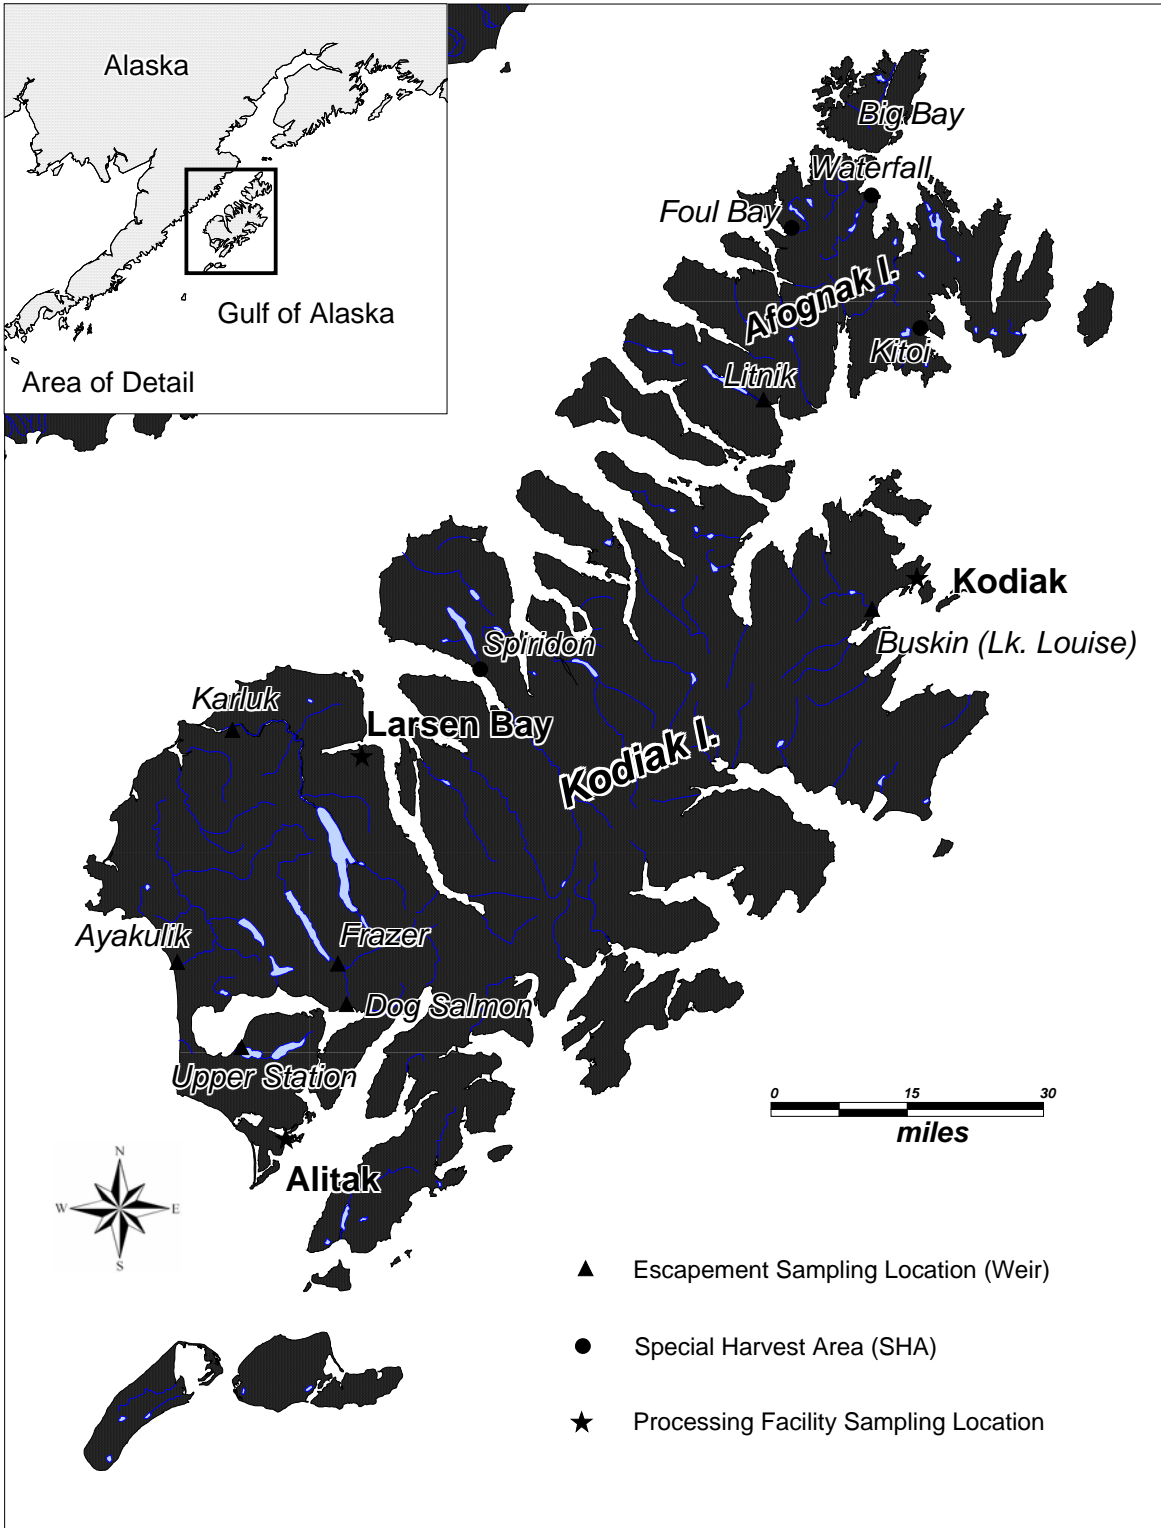 Alaska
Gulf of Alaska
Area of Detail
Big Bay
Waterfall
Foul Bay
Afognak I.
Kitoi
Litnik
Kodiak
Buskin (Lk. Louise)
Spiridon
Karluk
Larsen Bay
Kodiak I.
Ayakulik
Frazer
Dog Salmon
Upper Station
Alitak
0 15 30
miles
N
W E
S
Escapement Sampling Location (Weir)
Special Harvest Area (SHA)
Processing Facility Sampling Location